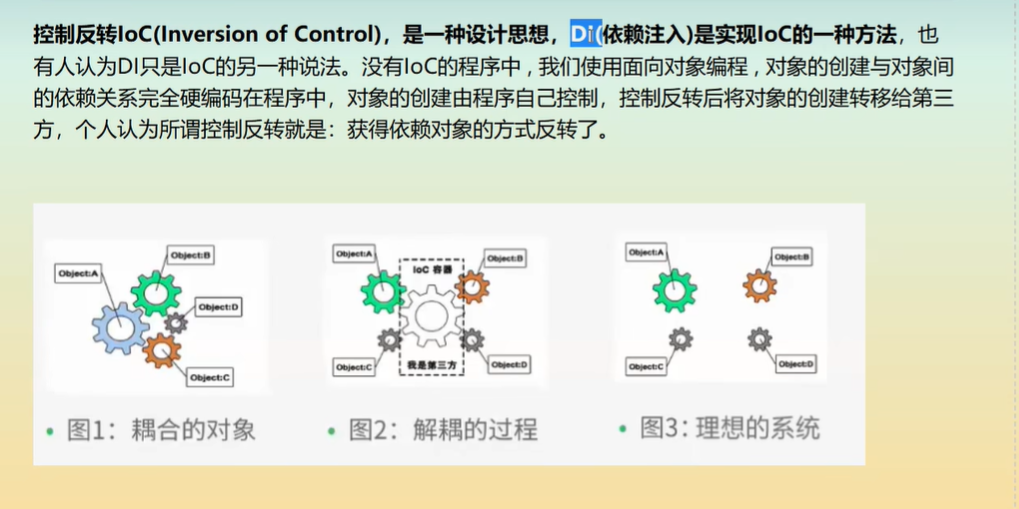 控制反转IoC(Inversion of Control)，是一种设计思想，Di(依赖注入)是实现IoC的一种方法，也
有人认为DI只是IoC的另一种说法。没有IoC的程序中 , 我们使用面向对象编程 , 对象的创建与对象间
的依赖关系完全硬编码在程序中，对象的创建由程序自己控制，控制反转后将对象的创建转移给第三
方，个人认为所谓控制反转就是：获得依赖对象的方式反转了。
Object:A
Object:B
Object:D
Object:C
• 图1：耦合的对象
Object:A
IoC 容器
Object:B
Object:C
我是第三方
Object:D
• 图2：解耦的过程
Object:A
Object:B
Object:C
Object:D
• 图3: 理想的系统